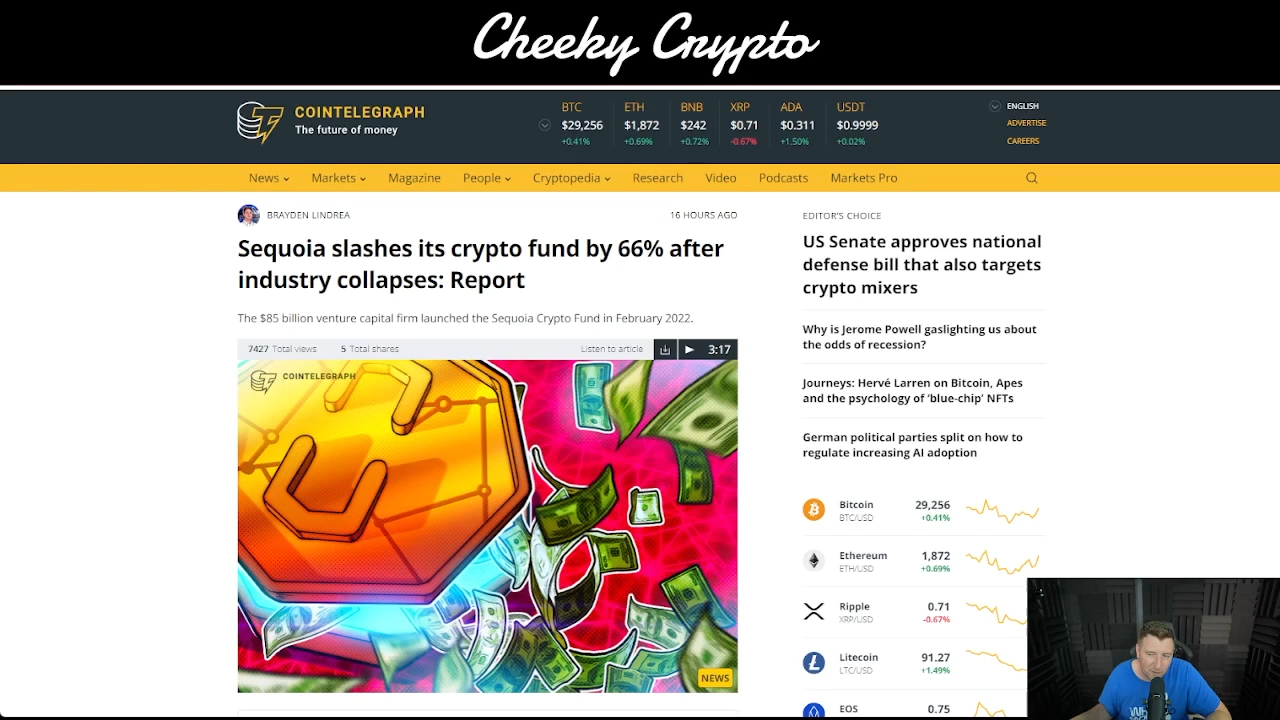 Cheeky Crypto
COINTELEGRAPH
The future of money
BTC ETH BNB XRP ADA USDT
$29,256 $1,872 $242 $0.71 $0.311 $0.9999
+0.41% +0.69% +0.72% -0.67% +1.50% +0.02%
ENGLISH
ADVERTISE
CAREERS
News Markets Magazine People Cryptopedia Research Video Podcasts Markets Pro
BRAYDEN LINDREA 16 HOURS AGO
Sequoia slashes its crypto fund by 66% after
industry collapses: Report
The $85 billion venture capital firm launched the Sequoia Crypto Fund in February 2022.
7427 Total views 5 Total shares Listen to article 3:17
COINTELEGRAPH
NEWS
EDITOR'S CHOICE
US Senate approves national
defense bill that also targets
crypto mixers
Why is Jerome Powell gaslighting us about
the odds of recession?
Journeys: Hervé Larren on Bitcoin, Apes
and the psychology of ‘blue-chip’ NFTs
German political parties split on how to
regulate increasing AI adoption
Bitcoin 29,256
BTC/USD +0.41%
Ethereum 1,872
ETH/USD +0.69%
Ripple 0.71
XRP/USD -0.67%
Litecoin 91.27
LTC/USD +1.49%
EOS 0.75